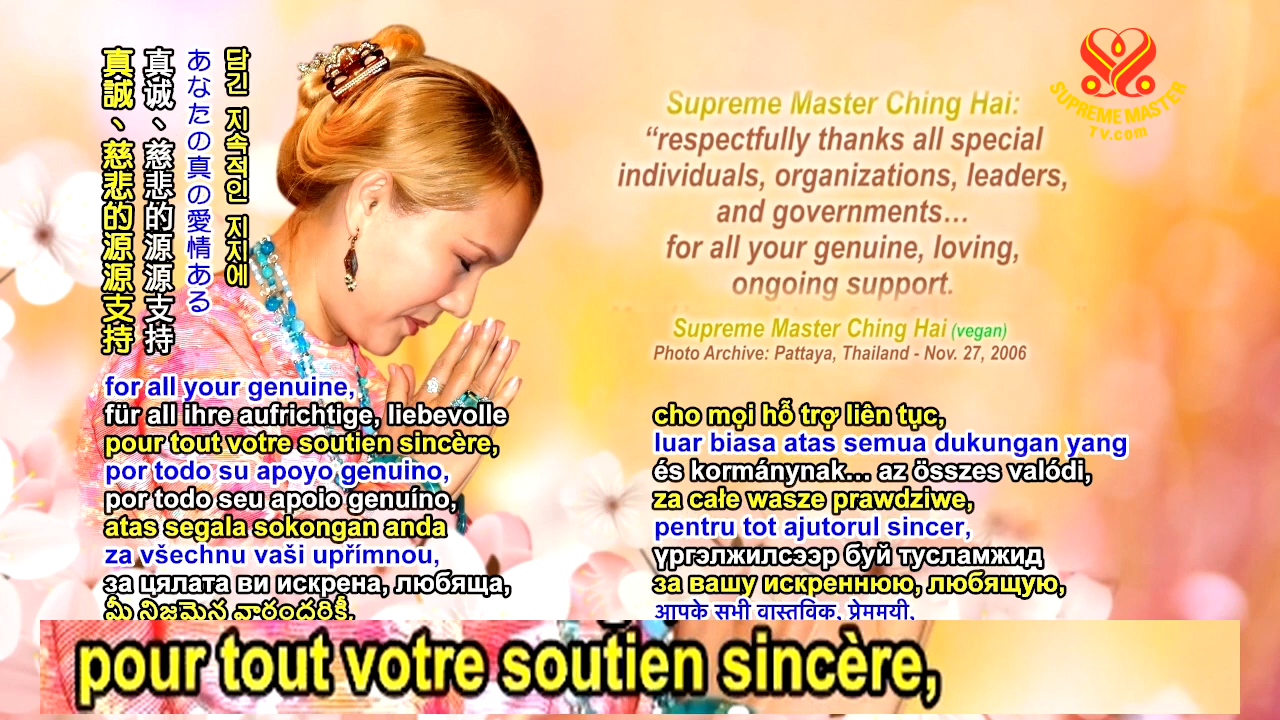 真誠、慈悲的源源支持
真诚、慈悲的源源支持
あなたの真の愛情ある
담긴 지속적인 지지에
SUPREME MASTER
TV.com
Supreme Master Ching Hai:
“respectfully thanks all special
individuals, organizations, leaders,
and governments…
for all your genuine, loving,
ongoing support.
Supreme Master Ching Hai (vegan)
Photo Archive: Pattaya, Thailand - Nov. 27, 2006
for all your genuine,
für all ihre aufrichtige, liebevolle
pour tout votre soutien sincère,
por todo su apoyo genuino,
por todo seu apoio genuíno,
atas segala sokongan anda
za všechnu vaši upřímnou,
за цялата ви искрена, любяща,
మీ నిజమైన వారందరికీ,
cho mọi hỗ trợ liên tục,
luar biasa atas semua dukungan yang
és kormánynak... az összes valódi,
za całe wasze prawdziwe,
pentru tot ajutorul sincer,
үргэлжилсээр буй тусламжид
за вашу искреннюю, любящую,
आपके सभी वास्तविक, प्रेममयी,
pour tout votre soutien sincère,